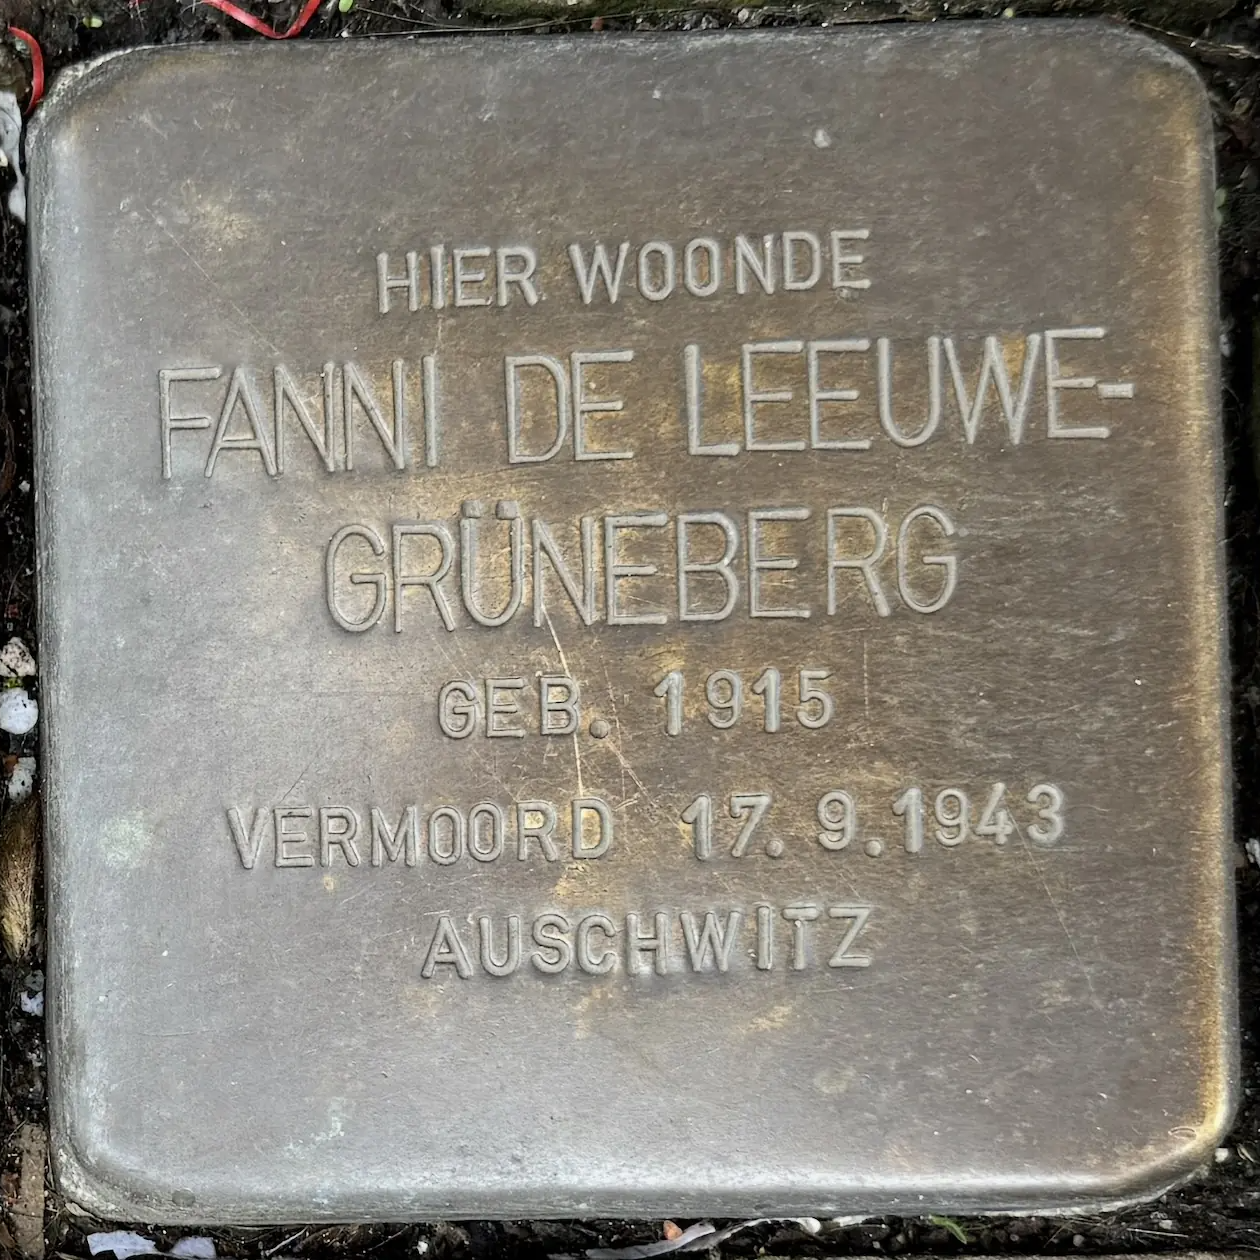 HIER WOONDE
FANNI DE LEEUWE-
GRÜNEBERG
GEB. 1915
VERMOORD 17. 9.1943
AUSCHWITZ